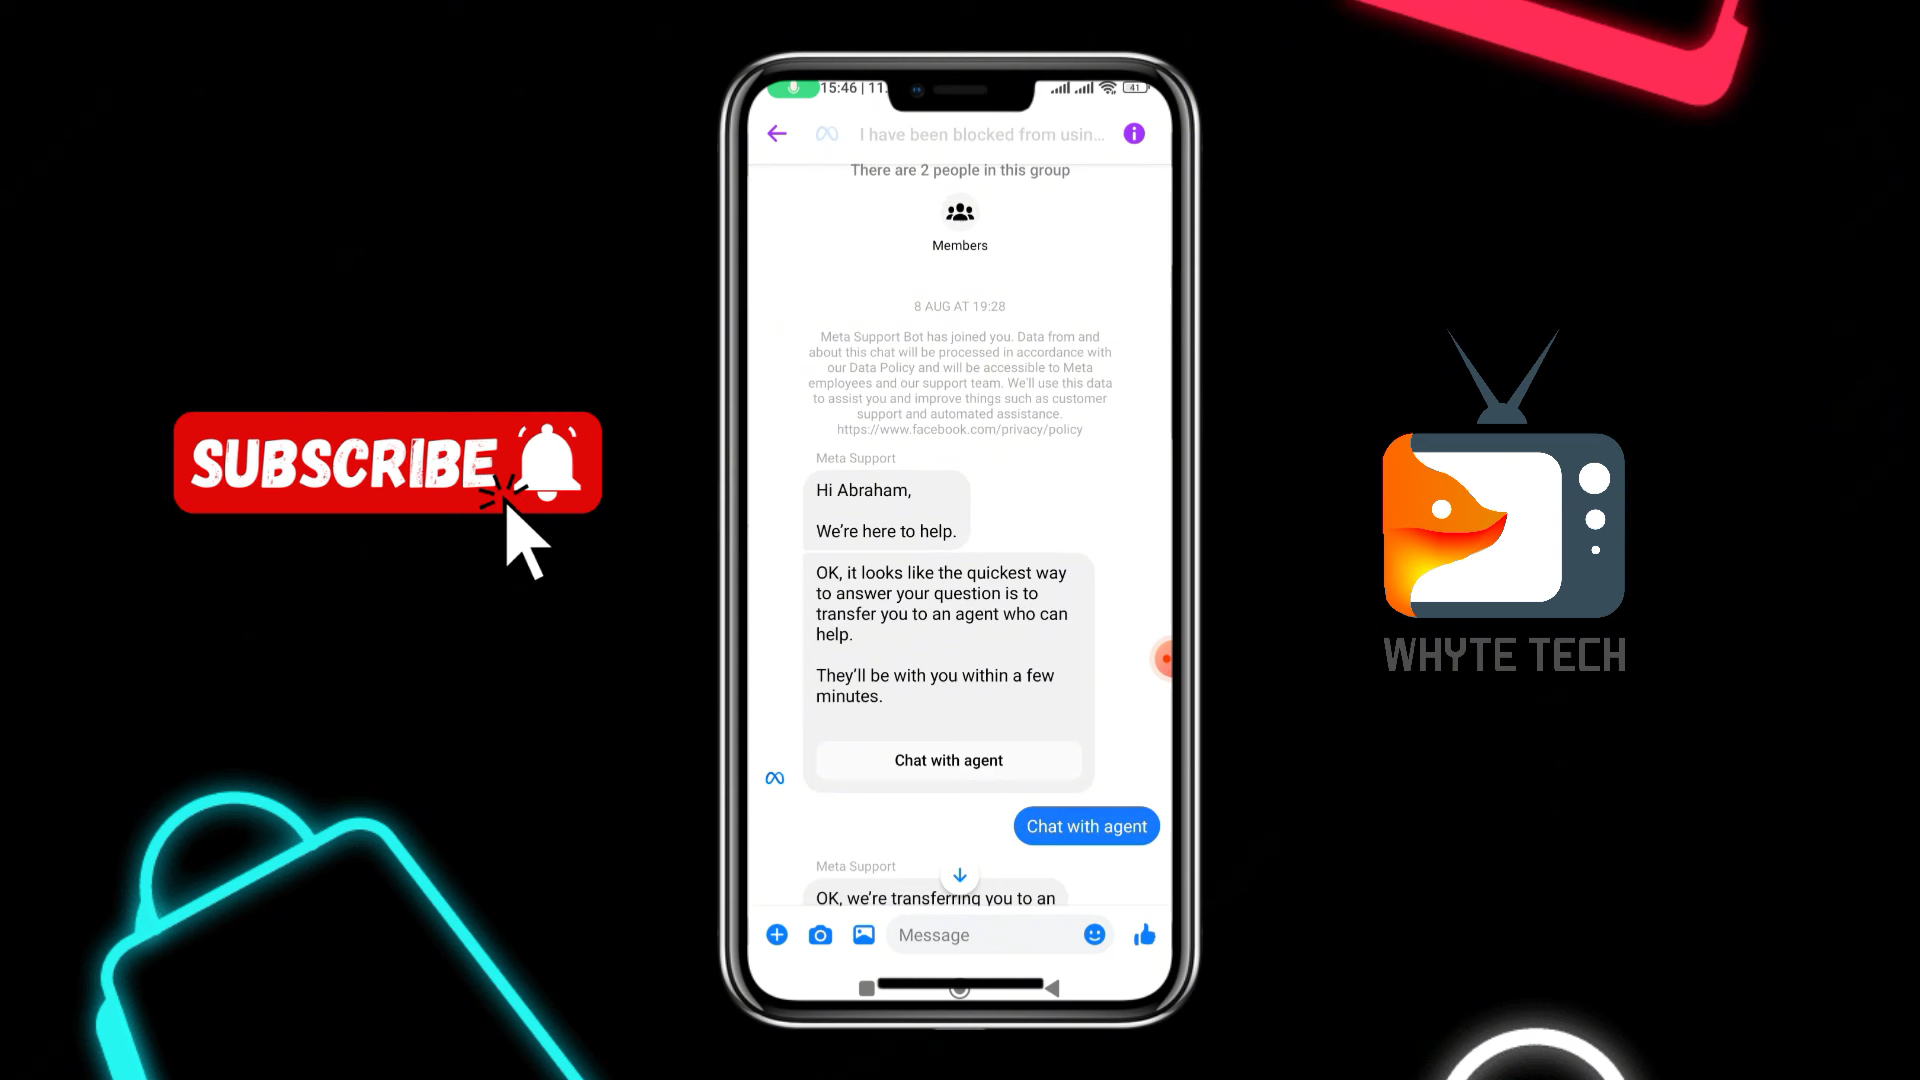 15:46 | 11.
41
I have been blocked from usin...
There are 2 people in this group
Members
8 AUG AT 19:28
Meta Support Bot has joined you. Data from and
about this chat will be processed in accordance with
our Data Policy and will be accessible to Meta
employees and our support team. We'll use this data
to assist you and improve things such as customer
support and automated assistance.
https://www.facebook.com/privacy/policy
Meta Support
Hi Abraham,
We're here to help.
OK, it looks like the quickest way
to answer your question is to
transfer you to an agent who can
help.
They'll be with you within a few
minutes.
Chat with agent
Chat with agent
Meta Support
OK, we're transferring you to an
Message
SUBSCRIBE
WHYTE TECH